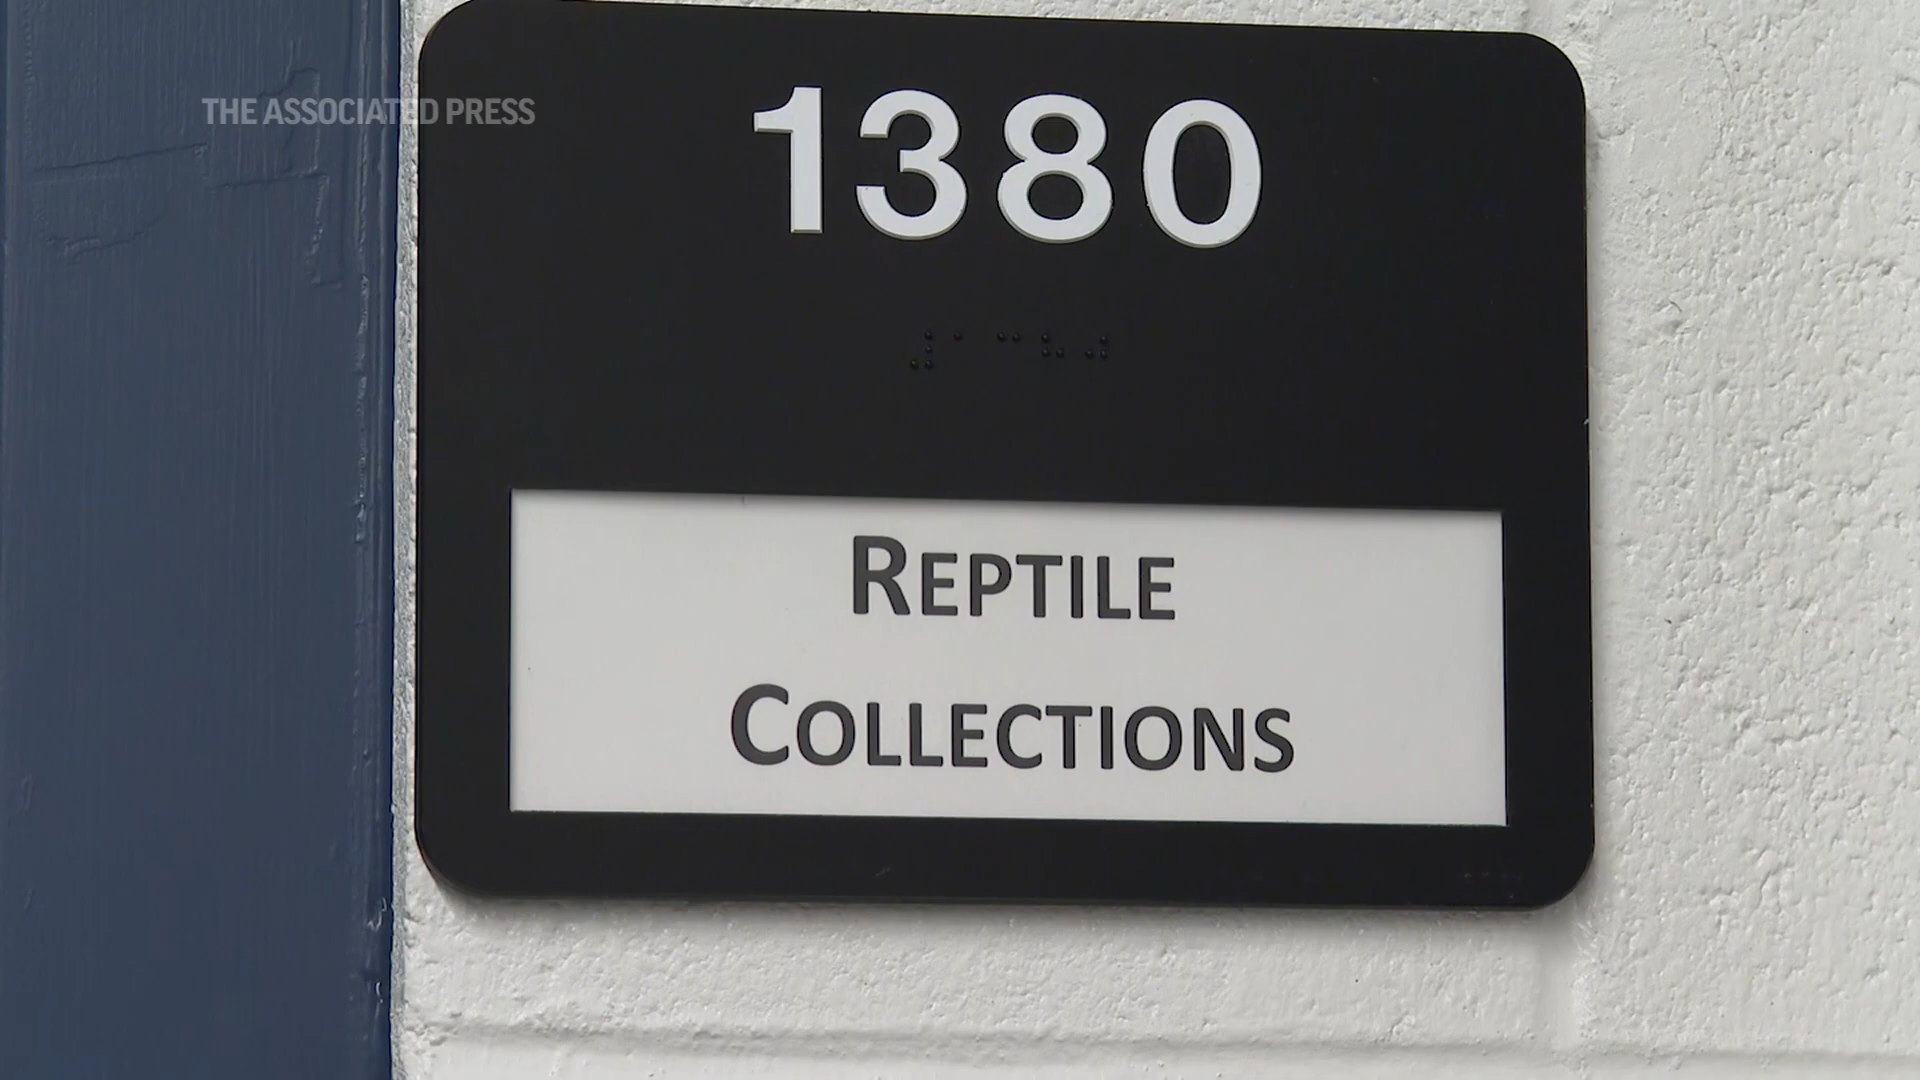 THE ASSOCIATED PRESS
1380
REPTILE
COLLECTIONS